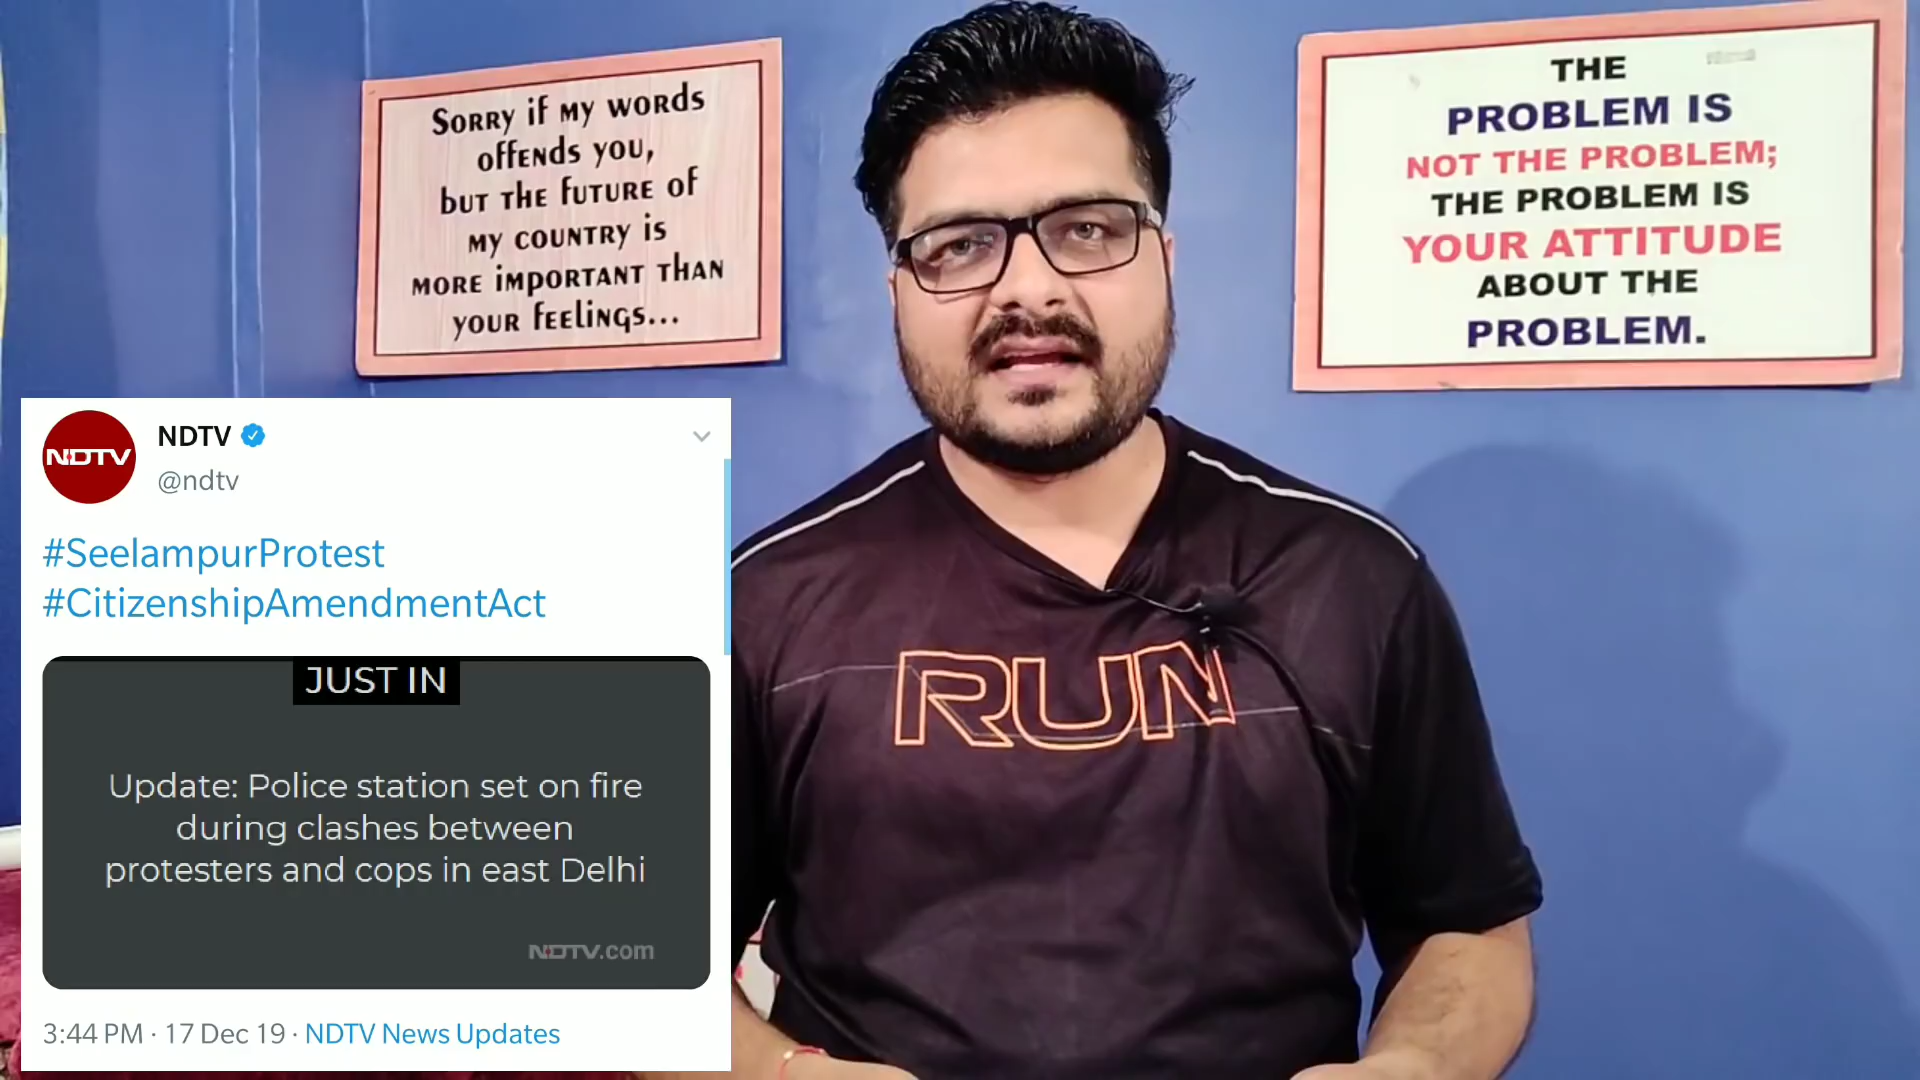 SORRY if MY WORds
offENds you,
buT THE fuTuRE of
MY COUNTRY is
MORE iMPORTANT THAN
youR fEEliNGs...
THE
PROBLEM IS
NOT THE PROBLEM;
THE PROBLEM IS
YOUR ATTITUDE
ABOUT THE
PROBLEM.
NDTV
NDTV
@ndtv
#SeelampurProtest
#CitizenshipAmendmentAct
JUST IN
Update: Police station set on fire
during clashes between
protesters and cops in east Delhi
NDTV.com
3:44 PM · 17 Dec 19 · NDTV News Updates
RUN